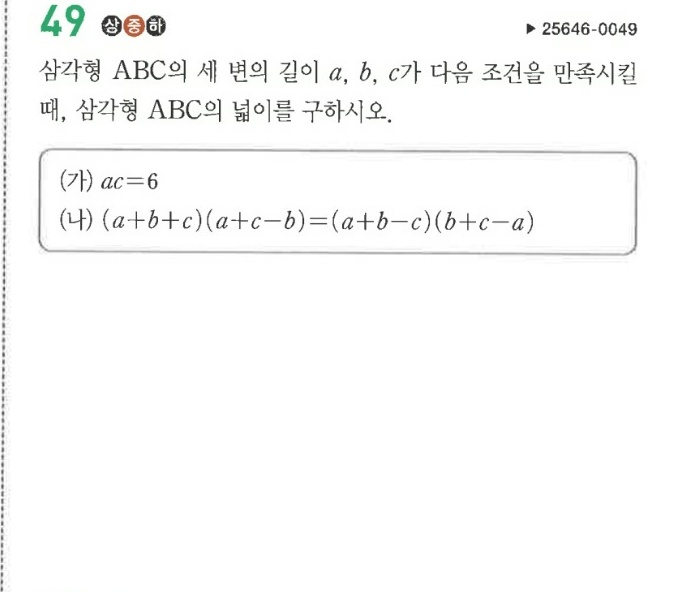 49 상중하
▶ 25646-0049
삼각형 ABC의 세 변의 길이 a, b, c가 다음 조건을 만족시킬
때, 삼각형 ABC의 넓이를 구하시오.
(가) ac=6
(나) (a+b+c)(a+c-b)=(a+b-c)(b+c-a)